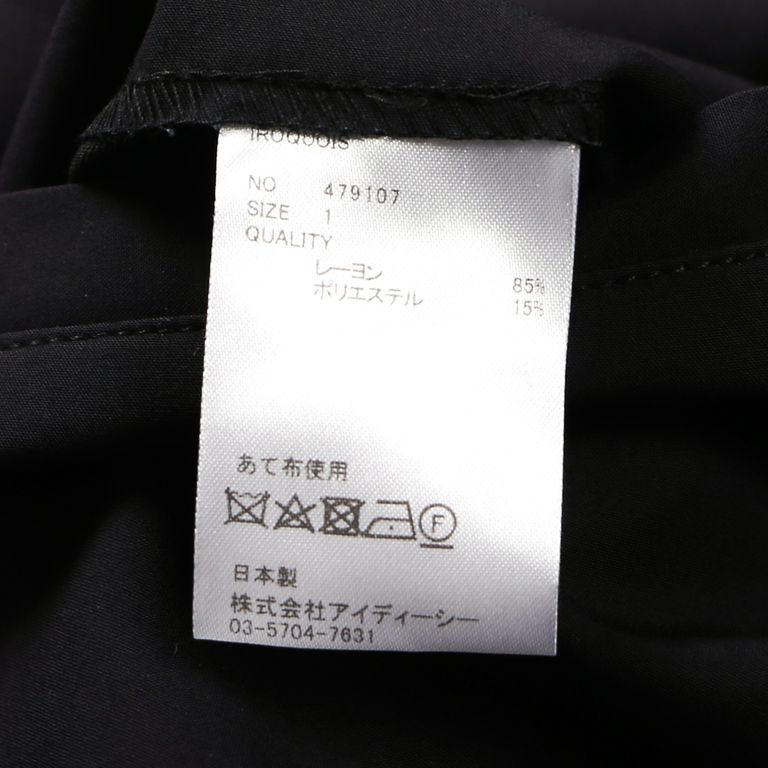 IROQUOIS
NO 479107
SIZE 1
QUALITY
レーヨン 85%
ポリエステル 15%
あて布使用
F
日本製
株式会社アイディーシー
03-5704-7631